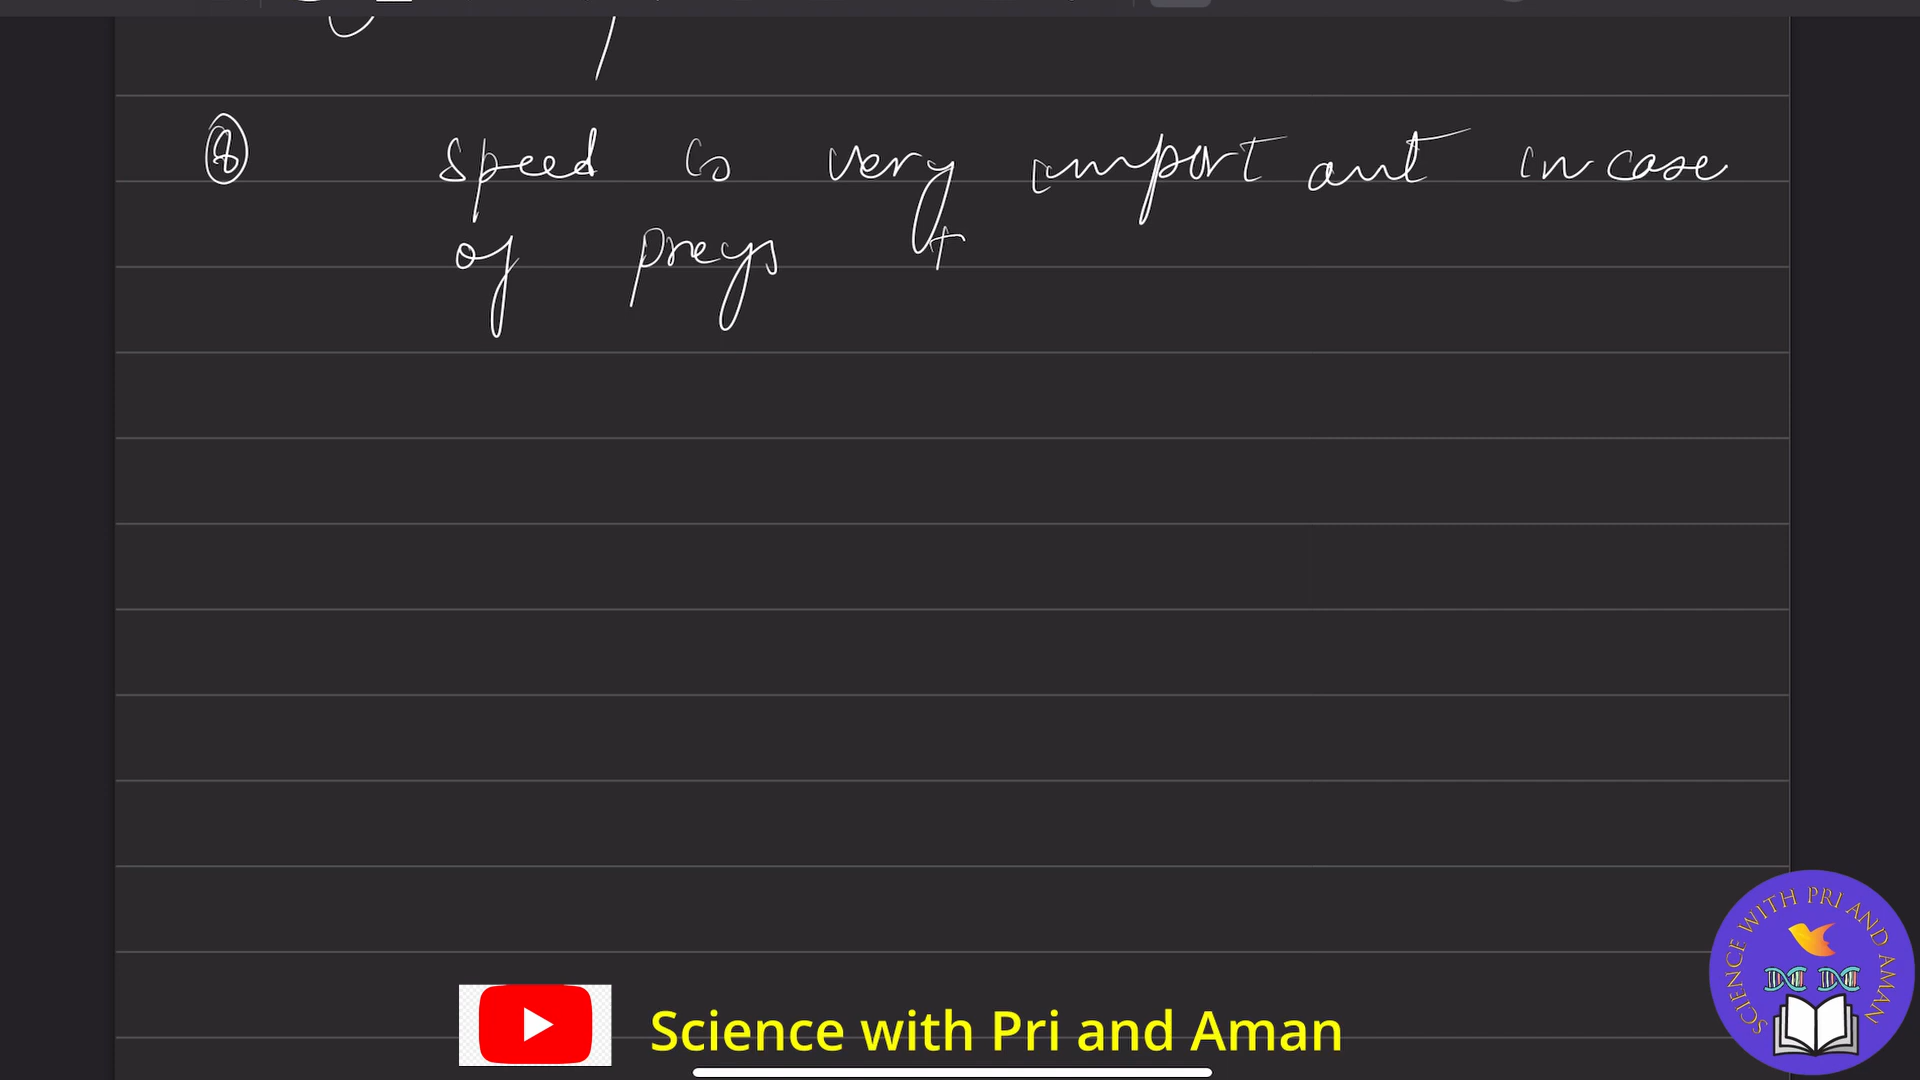 ⑧ speed is very important in case
of preys +
Science with Pri and Aman
SCIENCE WITH PRI AND AMAN